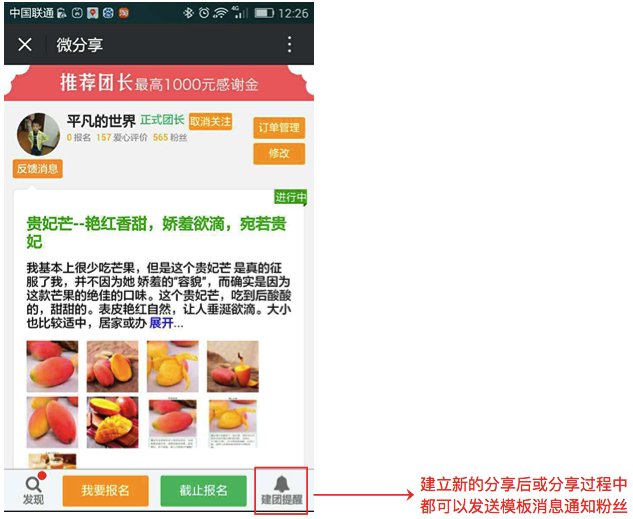 中国联通 4G 12:26
微分享
推荐团长最高1000元感谢金
平凡的世界 正式团长 取消关注 订单管理
0 报名 157 爱心评价 565 粉丝
修改
反馈消息
进行中
贵妃芒--艳红香甜，娇羞欲滴，宛若贵
妃
我基本上很少吃芒果，但是这个贵妃芒 是真的征
服了我，并不因为她 娇羞的“容貌”，而确实是因为
这款芒果的绝佳的口味。这个贵妃芒，吃到后酸酸
的，甜甜的。表皮艳红自然，让人垂涎欲滴。大小
也比较适中，居家或办 展开...
发现 我要报名 截止报名 建团提醒
建立新的分享后或分享过程中
都可以发送模板消息通知粉丝